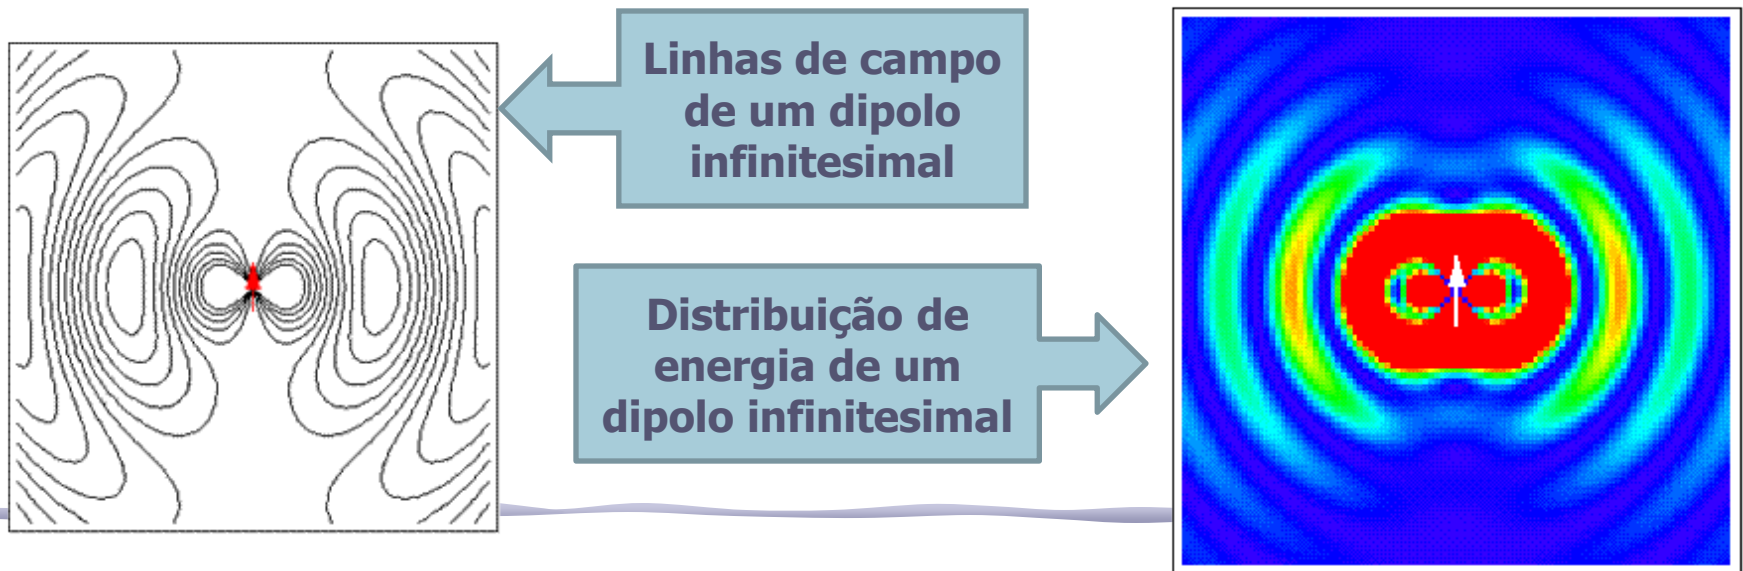 Linhas de campo
de um dipolo
infinitesimal
Distribuição de
energia de um
dipolo infinitesimal